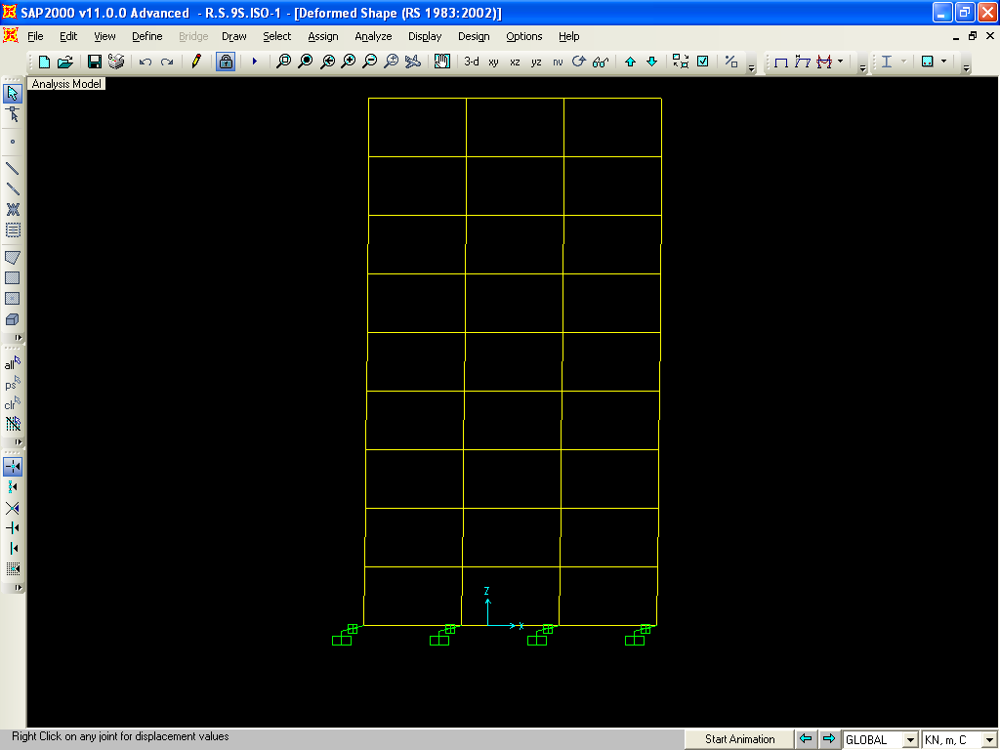 SAP2000 v11.0.0 Advanced - R.S.9S.ISO-1 - [Deformed Shape (RS 1983:2002)]
File Edit View Define Bridge Draw Select Assign Analyze Display Design Options Help
3-d xy xz yz nv
Analysis Model
all
ps
clr
Z
X
Right Click on any joint for displacement values
Start Animation
GLOBAL
KN, m, C